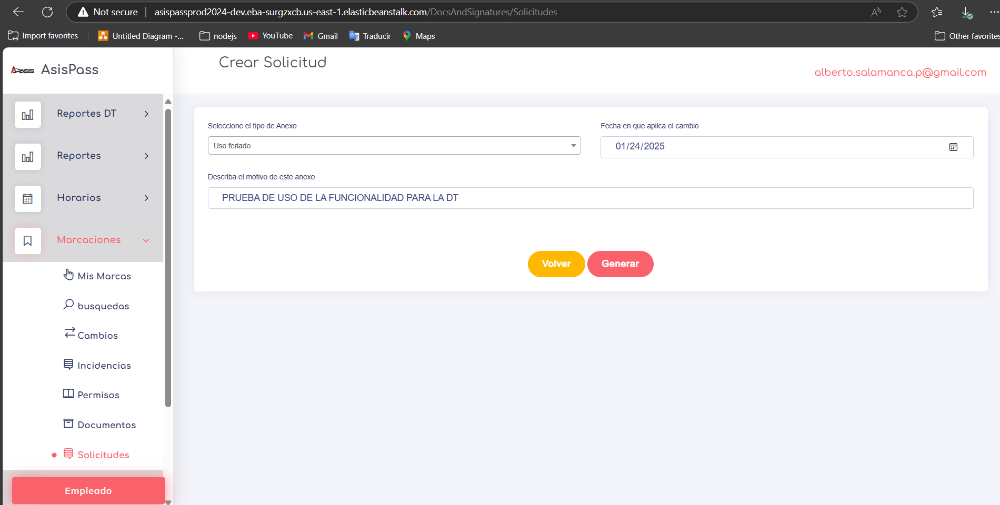 Not secure
asispassprod2024-dev.eba-surgzxcb.us-east-1.elasticbeanstalk.com/DocsAndSignatures/Solicitudes
Import favorites
Untitled Diagram -...
nodejs
YouTube
Gmail
Traducir
Maps
Other favorites
APASS
AsisPass
Crear Solicitud
alberto.salamanca.p@gmail.com
Reportes DT
Reportes
Horarios
Marcaciones
Mis Marcas
busquedas
Cambios
Incidencias
Permisos
Documentos
Solicitudes
Empleado
Seleccione el tipo de Anexo
Uso feriado
Fecha en que aplica el cambio
01/24/2025
Describa el motivo de este anexo
PRUEBA DE USO DE LA FUNCIONALIDAD PARA LA DT
Volver
Generar